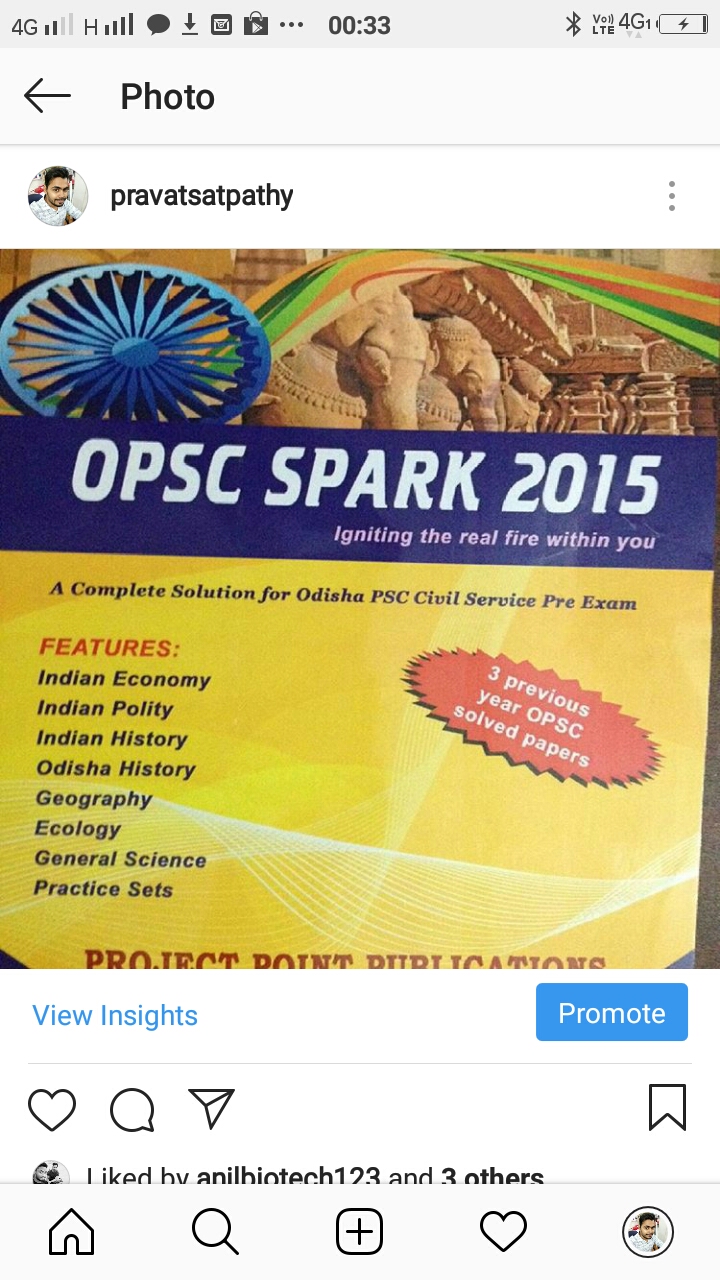 4G H 00:33 VoLTE 4G1
Photo
pravatsatpathy
OPSC SPARK 2015
Igniting the real fire within you
A Complete Solution for Odisha PSC Civil Service Pre Exam
FEATURES:
Indian Economy
Indian Polity
Indian History
Odisha History
Geography
Ecology
General Science
Practice Sets
3 previous
year OPSC
solved papers
PROJECT POINT PUBLICATIONS
View Insights
Promote
Liked by anilbiotech123 and 3 others